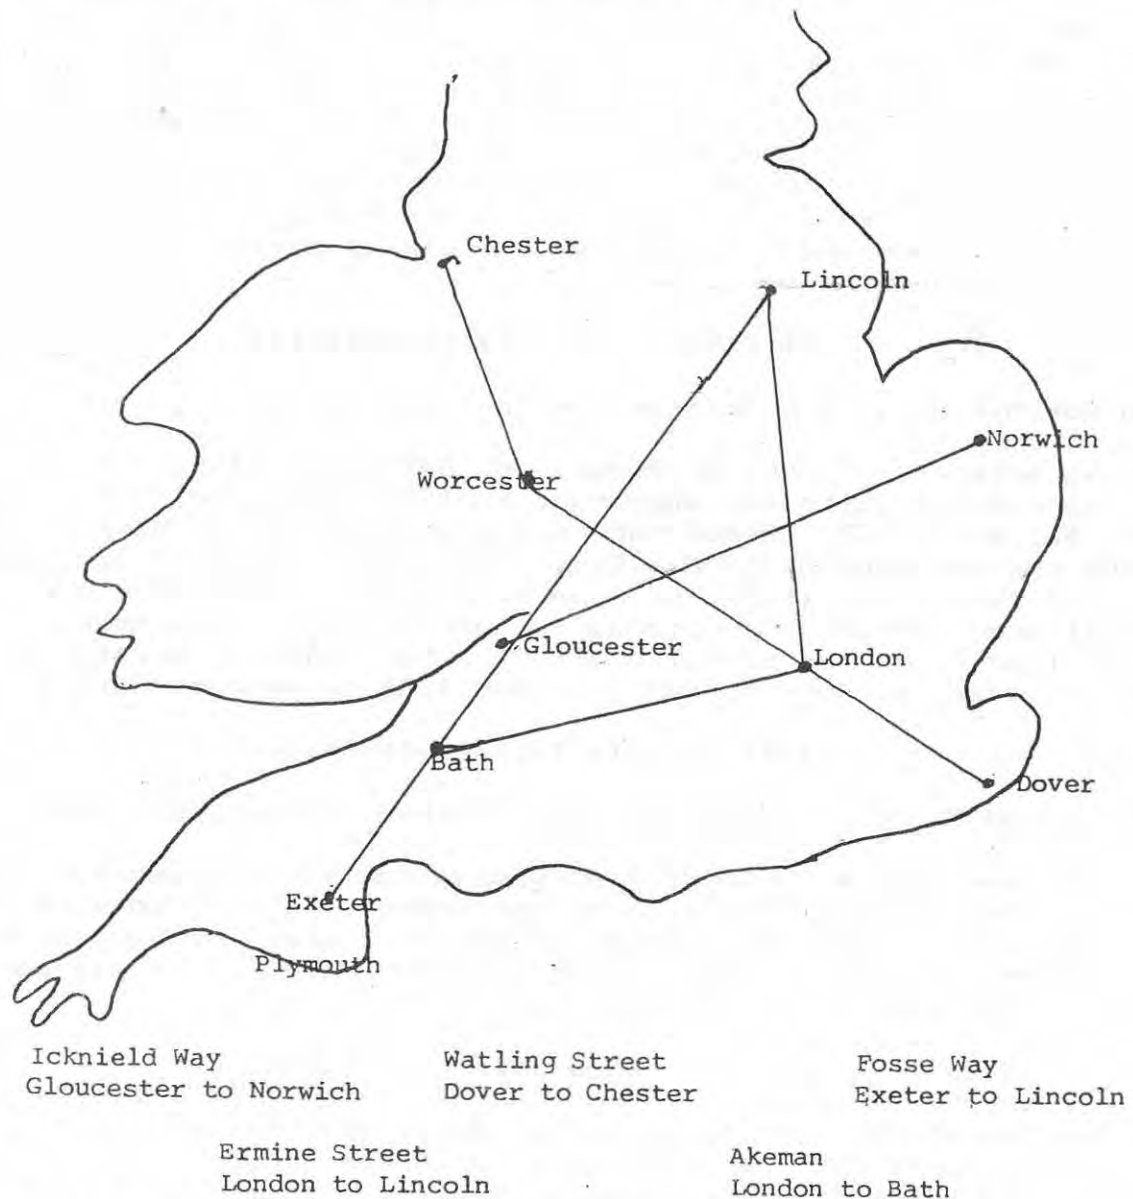 Chester
Lincoln
Norwich
Worcester
Gloucester
London
Bath
Dover
Exeter
Plymouth
Icknield Way
Gloucester to Norwich
Watling Street
Dover to Chester
Fosse Way
Exeter to Lincoln
Ermine Street
London to Lincoln
Akeman
London to Bath